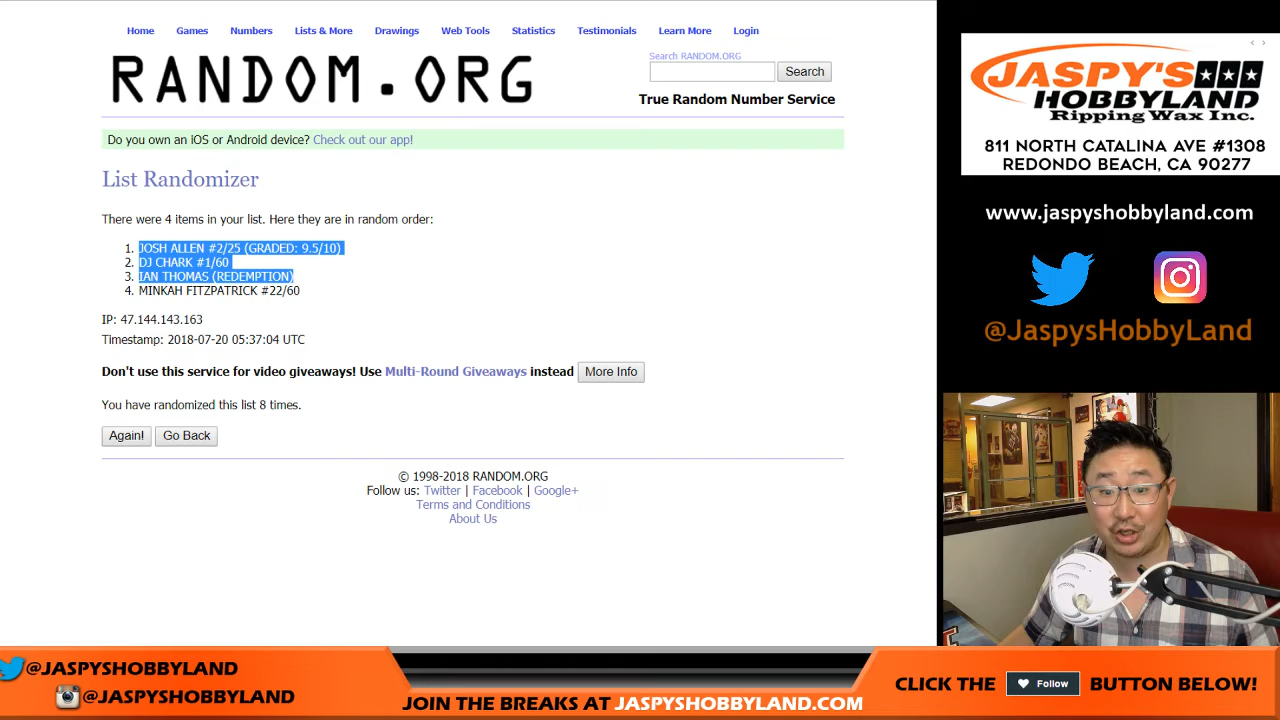 Home Games Numbers Lists & More Drawings Web Tools Statistics Testimonials Learn More Login
RANDOM.ORG
Search RANDOM.ORG
Search
True Random Number Service
Do you own an iOS or Android device? Check out our app!
List Randomizer
There were 4 items in your list. Here they are in random order:
1. JOSH ALLEN #2/25 (GRADED: 9.5/10)
2. DJ CHARK #1/60
3. IAN THOMAS (REDEMPTION)
4. MINKAH FITZPATRICK #22/60
IP: 47.144.143.163
Timestamp: 2018-07-20 05:37:04 UTC
Don't use this service for video giveaways! Use Multi-Round Giveaways instead More Info
You have randomized this list 8 times.
Again! Go Back
© 1998-2018 RANDOM.ORG
Follow us: Twitter | Facebook | Google+
Terms and Conditions
About Us
JASPY'S
HOBBYLAND
Ripping Wax Inc.
811 NORTH CATALINA AVE #1308
REDONDO BEACH, CA 90277
www.jaspyshobbyland.com
@JaspysHobbyLand
@JASPYSHOBBYLAND
@JASPYSHOBBYLAND
JOIN THE BREAKS AT JASPYSHOBBYLAND.COM
CLICK THE Follow BUTTON BELOW!